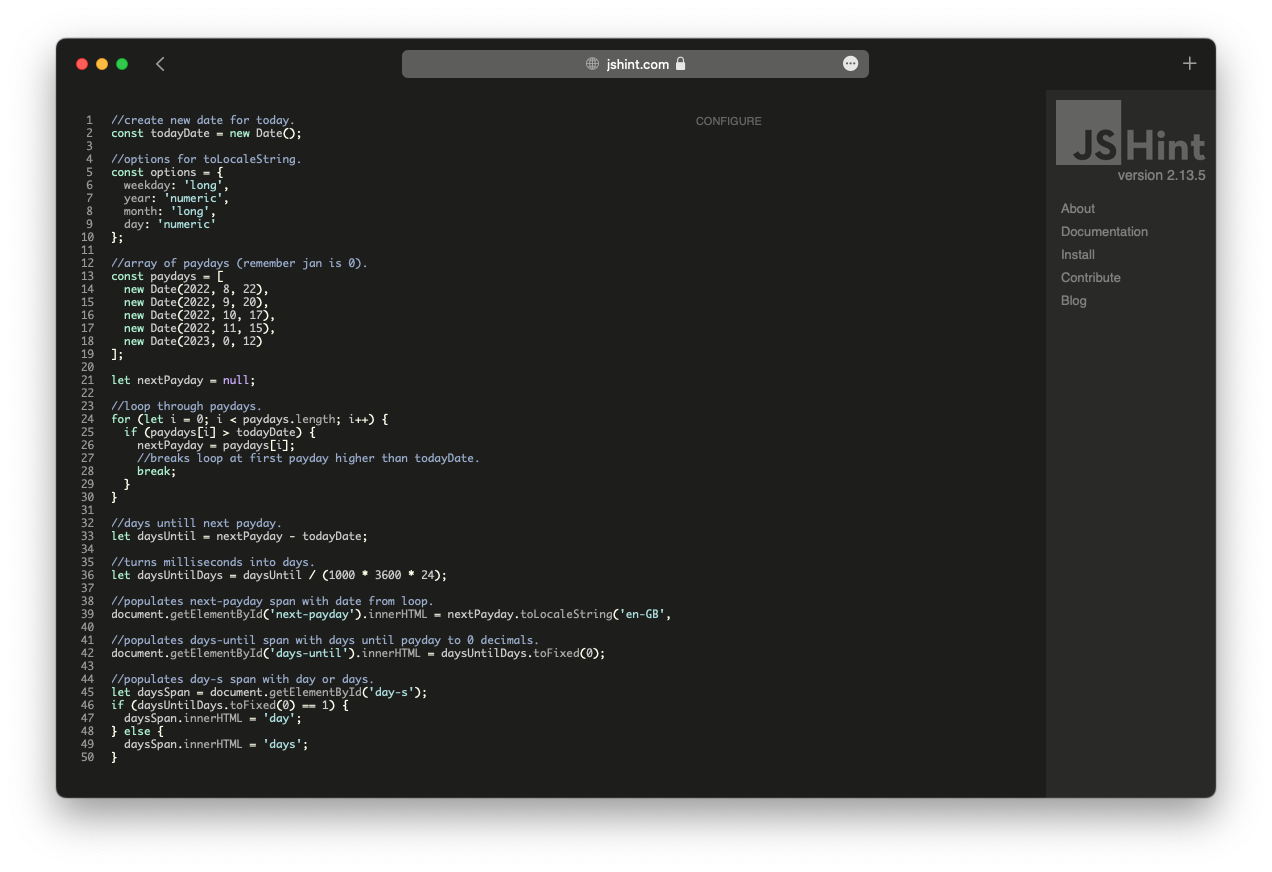 jshint.com
1 //create new date for today.
2 const todayDate = new Date();
3
4 //options for toLocaleString.
5 const options = {
6   weekday: 'long',
7   year: 'numeric',
8   month: 'long',
9   day: 'numeric'
10 };
11
12 //array of paydays (remember jan is 0).
13 const paydays = [
14   new Date(2022, 8, 22),
15   new Date(2022, 9, 20),
16   new Date(2022, 10, 17),
17   new Date(2022, 11, 15),
18   new Date(2023, 0, 12)
19 ];
20
21 let nextPayday = null;
22
23 //loop through paydays.
24 for (let i = 0; i < paydays.length; i++) {
25   if (paydays[i] > todayDate) {
26     nextPayday = paydays[i];
27     //breaks loop at first payday higher than todayDate.
28     break;
29   }
30 }
31
32 //days untill next payday.
33 let daysUntil = nextPayday - todayDate;
34
35 //turns milliseconds into days.
36 let daysUntilDays = daysUntil / (1000 * 3600 * 24);
37
38 //populates next-payday span with date from loop.
39 document.getElementById('next-payday').innerHTML = nextPayday.toLocaleString('en-GB',
40
41 //populates days-until span with days until payday to 0 decimals.
42 document.getElementById('days-until').innerHTML = daysUntilDays.toFixed(0);
43
44 //populates day-s span with day or days.
45 let daysSpan = document.getElementById('day-s');
46 if (daysUntilDays.toFixed(0) == 1) {
47   daysSpan.innerHTML = 'day';
48 } else {
49   daysSpan.innerHTML = 'days';
50 }
CONFIGURE
JSHint
version 2.13.5
About
Documentation
Install
Contribute
Blog